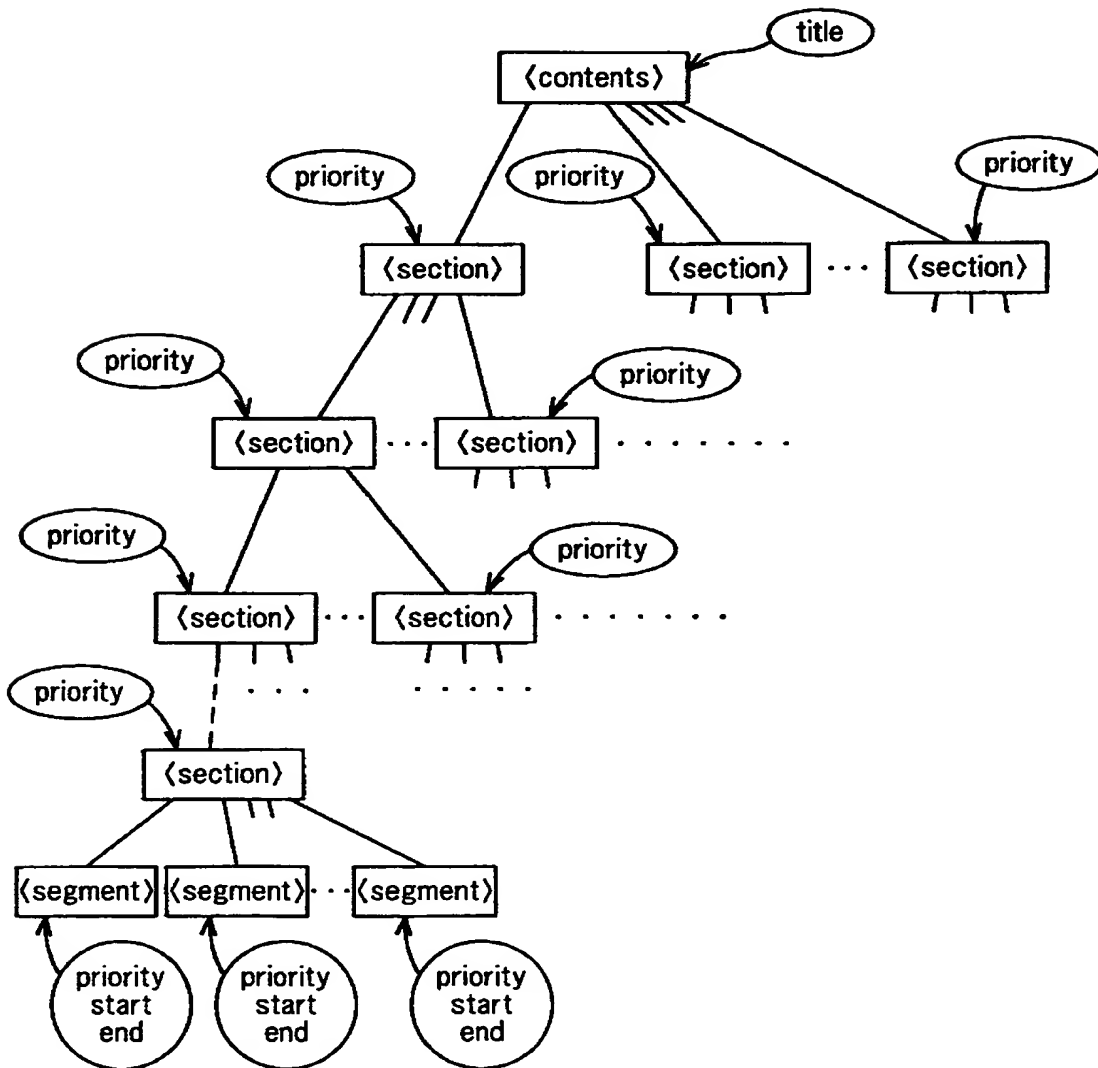 title
〈contents〉
priority
priority
priority
〈section〉
〈section〉
...
〈section〉
priority
priority
〈section〉
...
〈section〉
priority
priority
〈section〉
...
〈section〉
priority
〈section〉
〈segment〉
〈segment〉
...
〈segment〉
priority
start
end
priority
start
end
priority
start
end